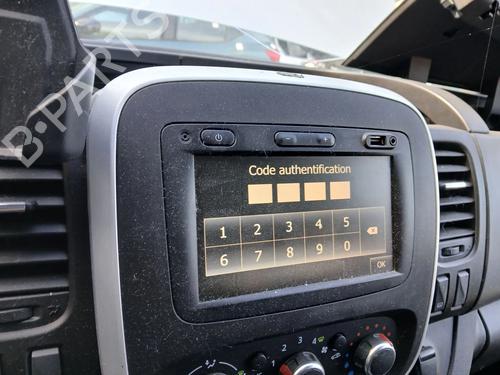 B-PARTS
Code authentification
1 2 3 4 5
6 7 8 9 0
OK